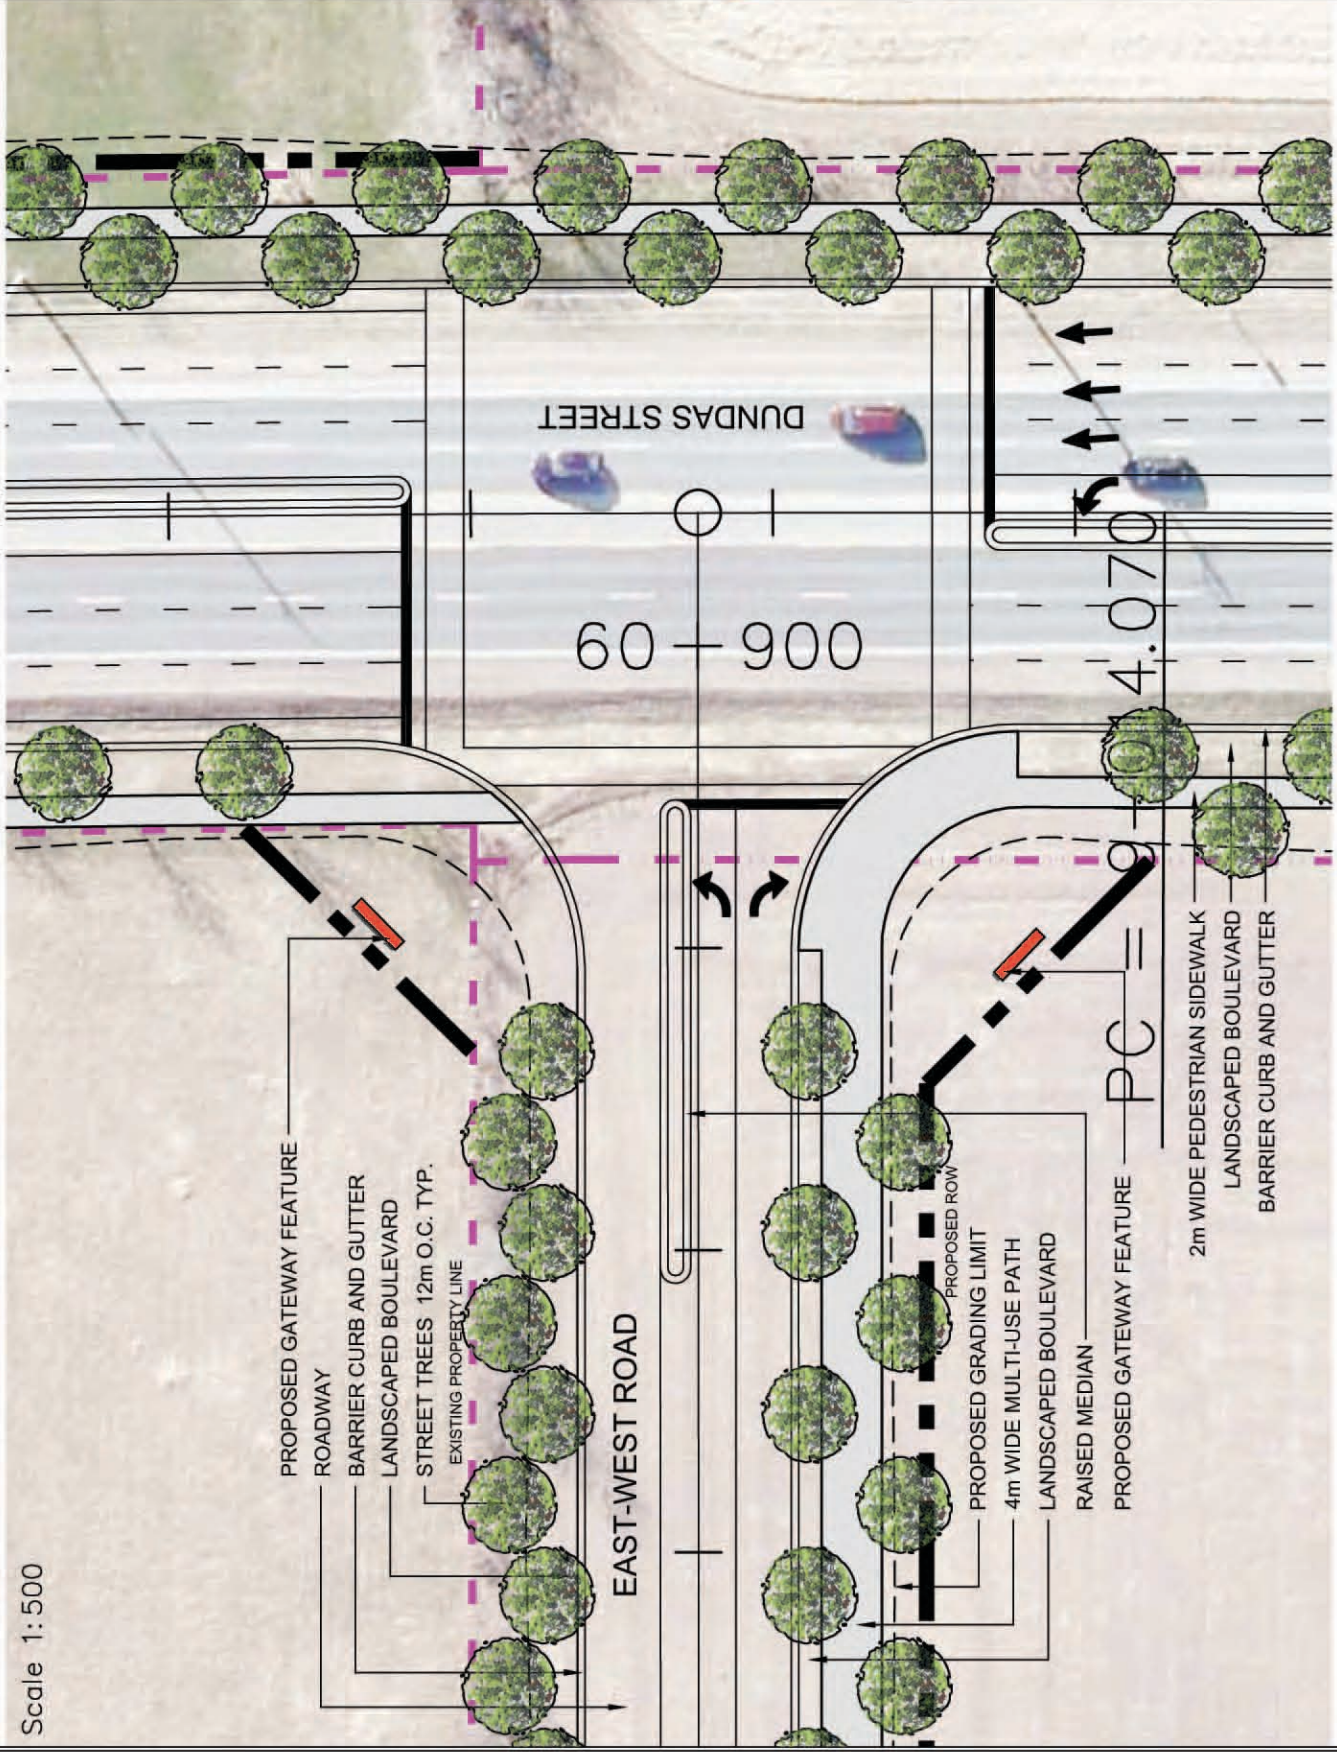 Scale 1:500
DUNDAS STREET
60+900
EAST-WEST ROAD
PROPOSED GATEWAY FEATURE
ROADWAY
BARRIER CURB AND GUTTER
LANDSCAPED BOULEVARD
STREET TREES 12m O.C. TYP.
EXISTING PROPERTY LINE
PROPOSED ROW
PROPOSED GRADING LIMIT
4m WIDE MULTI-USE PATH
LANDSCAPED BOULEVARD
RAISED MEDIAN
PROPOSED GATEWAY FEATURE
PC = 9+014.070
2m WIDE PEDESTRIAN SIDEWALK
LANDSCAPED BOULEVARD
BARRIER CURB AND GUTTER